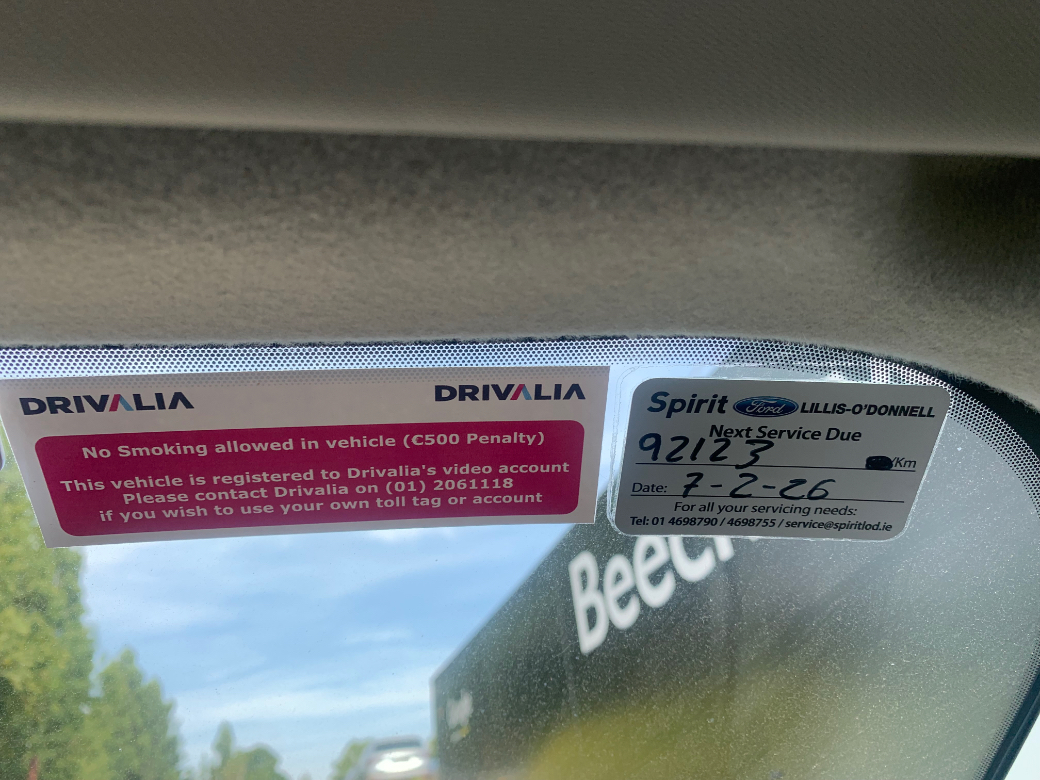 DRIVALIA DRIVALIA
No Smoking allowed in vehicle (€500 Penalty)
This vehicle is registered to Drivalia's video account
Please contact Drivalia on (01) 2061118
if you wish to use your own toll tag or account
Spirit Ford LILLIS-O'DONNELL
Next Service Due
92123 /Km
Date: 7-2-26
For all your servicing needs:
Tel: 01 4698790 / 4698755 / service@spiritlod.ie